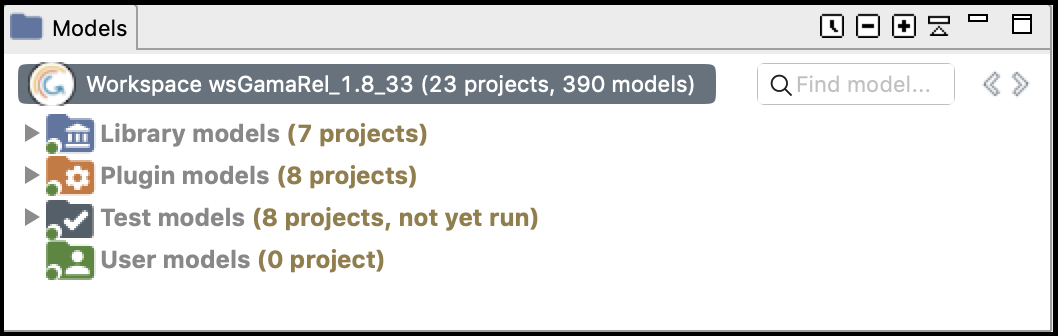 Models
Workspace wsGamaRel_1.8_33 (23 projects, 390 models)
Find model...
Library models (7 projects)
Plugin models (8 projects)
Test models (8 projects, not yet run)
User models (0 project)